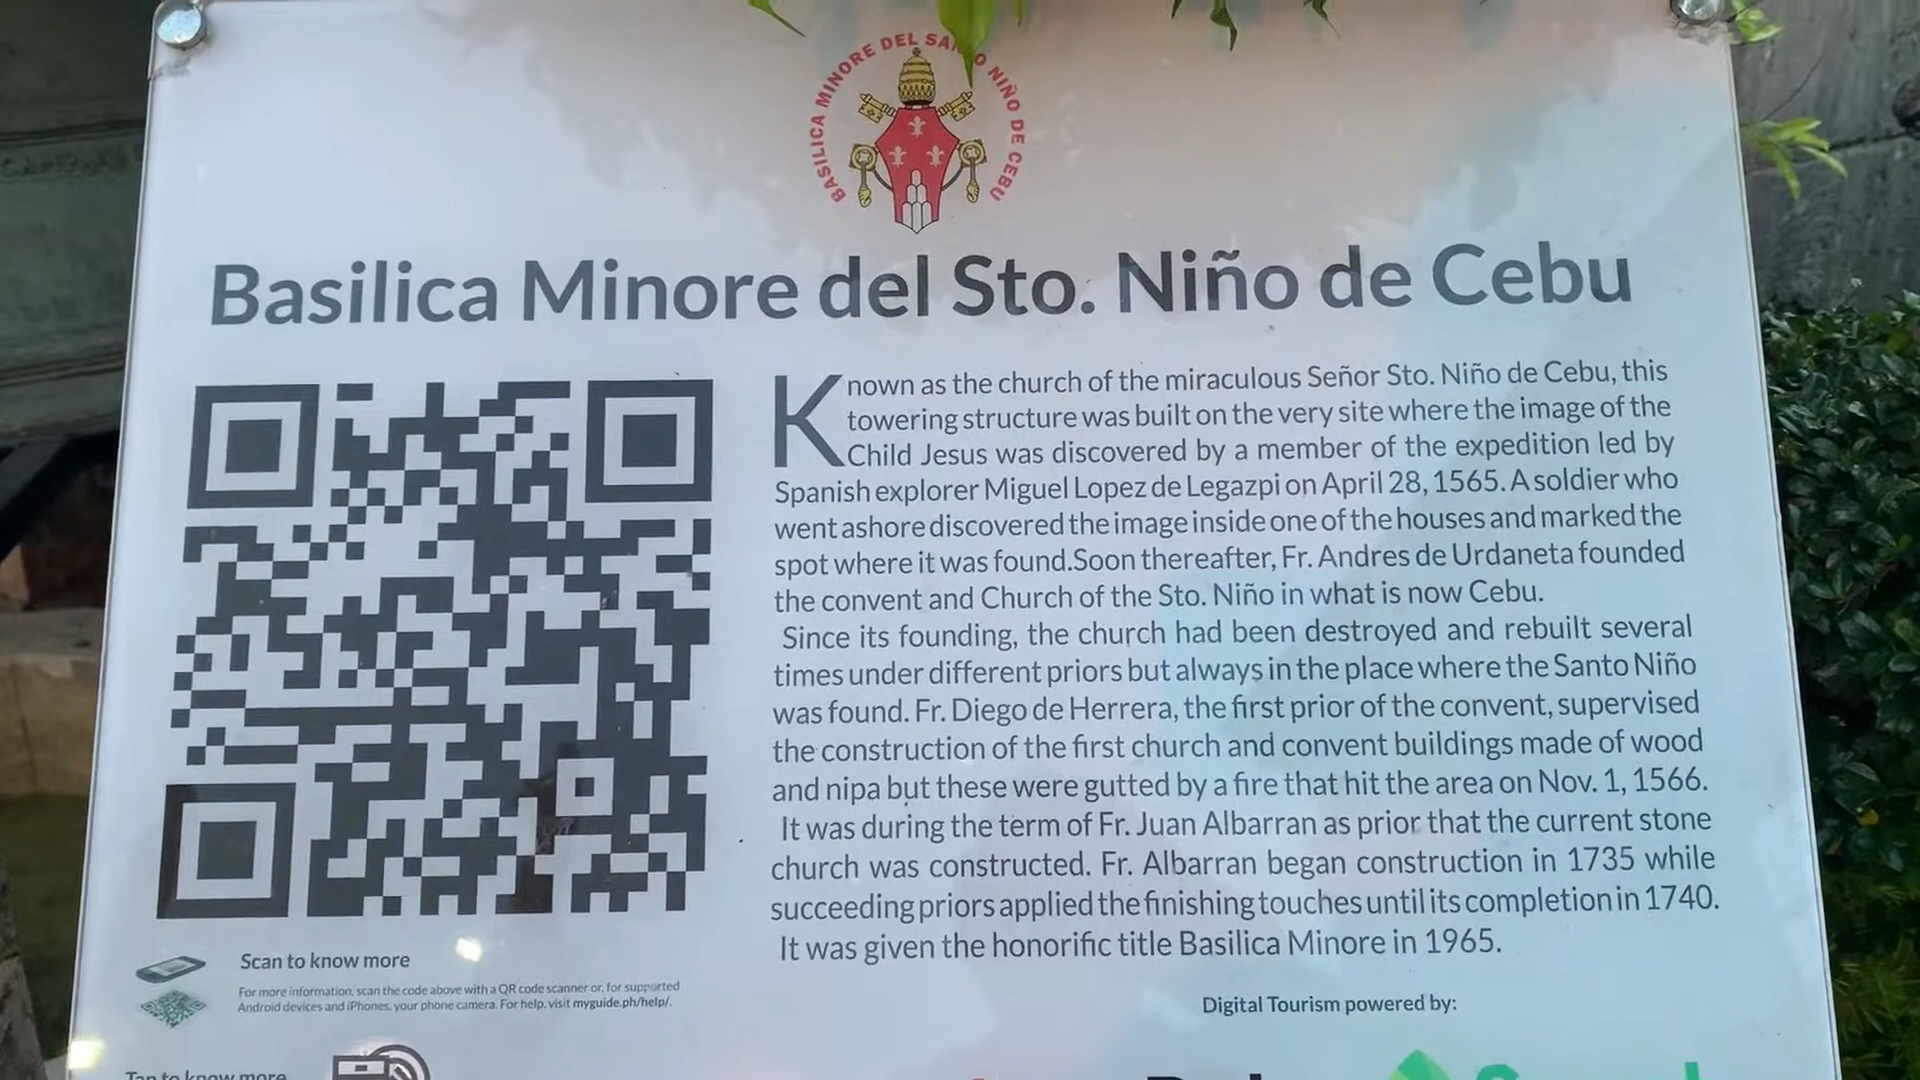 BASILICA MINORE DEL SA O NIÑO DE CEBU
Basilica Minore del Sto. Niño de Cebu
Known as the church of the miraculous Señor Sto. Niño de Cebu, this
towering structure was built on the very site where the image of the
Child Jesus was discovered by a member of the expedition led by
Spanish explorer Miguel Lopez de Legazpi on April 28, 1565. A soldier who
went ashore discovered the image inside one of the houses and marked the
spot where it was found.Soon thereafter, Fr. Andres de Urdaneta founded
the convent and Church of the Sto. Niño in what is now Cebu.
Since its founding, the church had been destroyed and rebuilt several
times under different priors but always in the place where the Santo Niño
was found. Fr. Diego de Herrera, the first prior of the convent, supervised
the construction of the first church and convent buildings made of wood
and nipa but these were gutted by a fire that hit the area on Nov. 1, 1566.
It was during the term of Fr. Juan Albarran as prior that the current stone
church was constructed. Fr. Albarran began construction in 1735 while
succeeding priors applied the finishing touches until its completion in 1740.
It was given the honorific title Basilica Minore in 1965.
Scan to know more
For more information, scan the code above with a QR code scanner or, for supported
Android devices and iPhones, your phone camera. For help, visit myguide.ph/help/.
Digital Tourism powered by:
Tap to know more